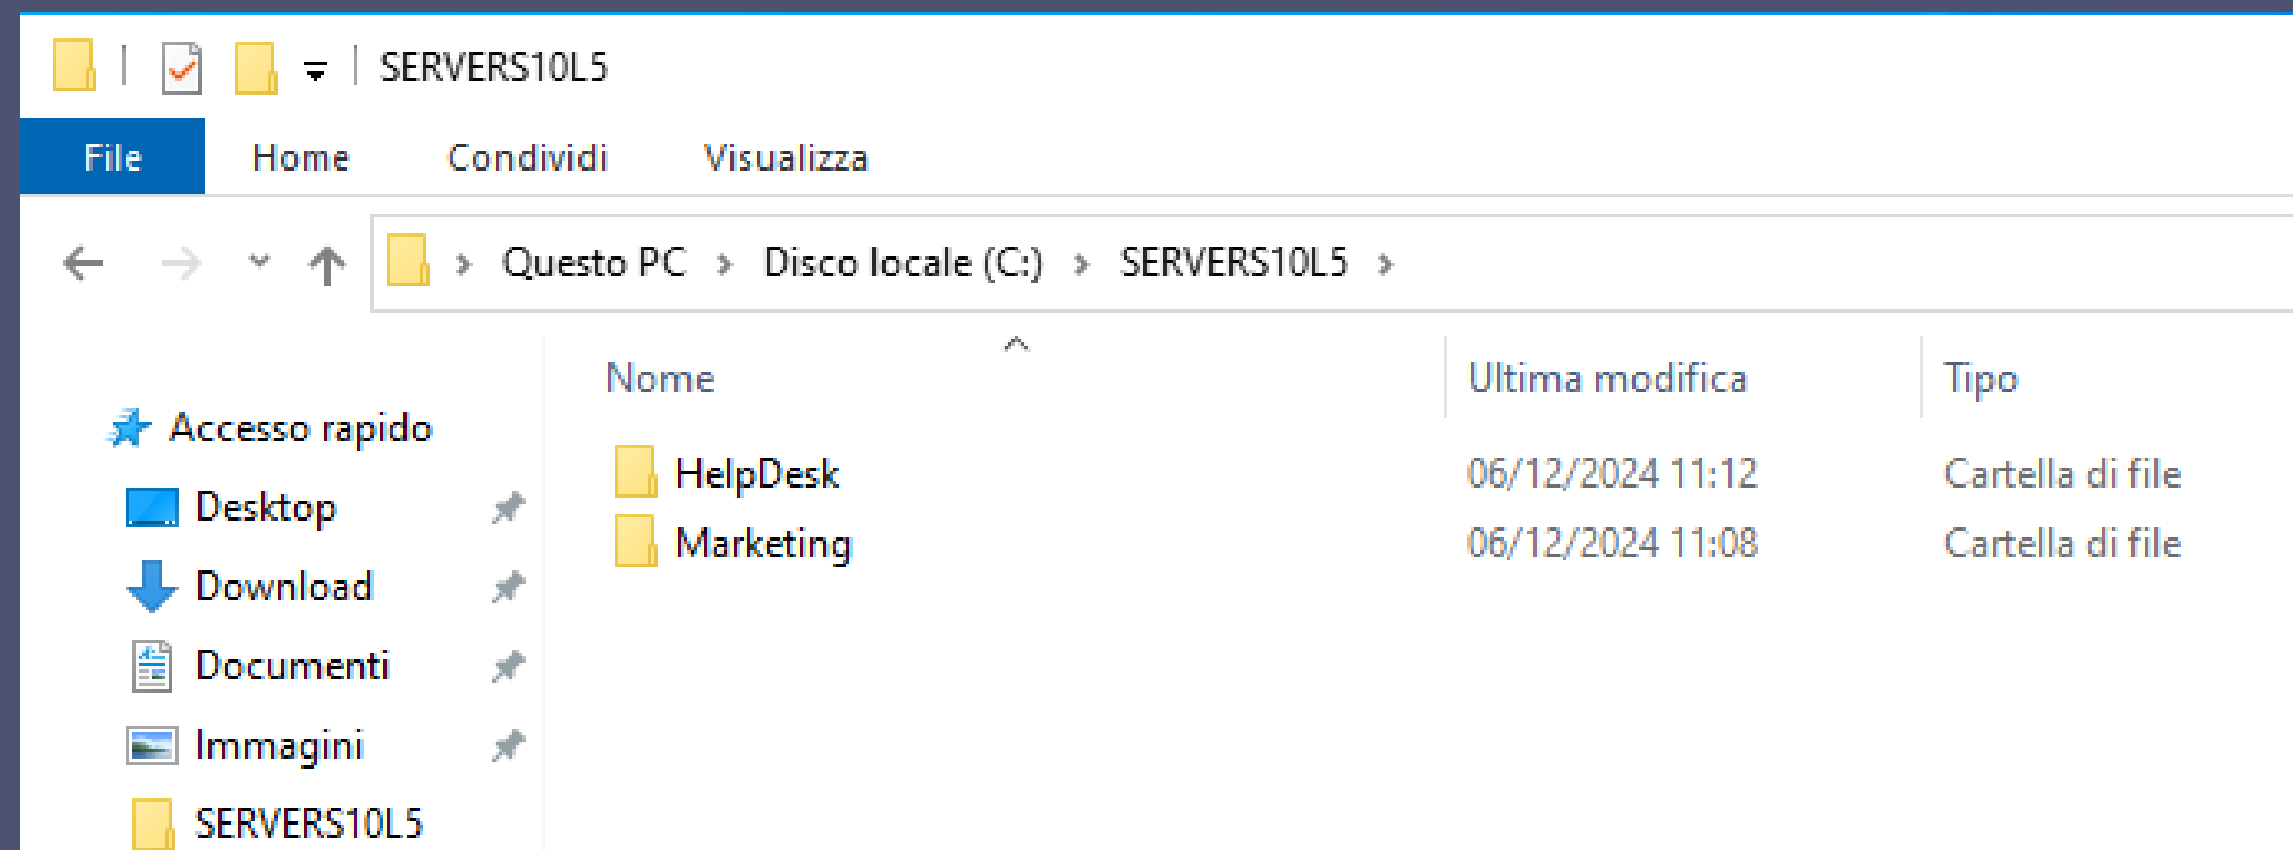 SERVERS10L5
File Home Condividi Visualizza
Questo PC Disco locale (C:) SERVERS10L5
Nome Ultima modifica Tipo
Accesso rapido
HelpDesk 06/12/2024 11:12 Cartella di file
Desktop
Marketing 06/12/2024 11:08 Cartella di file
Download
Documenti
Immagini
SERVERS10L5